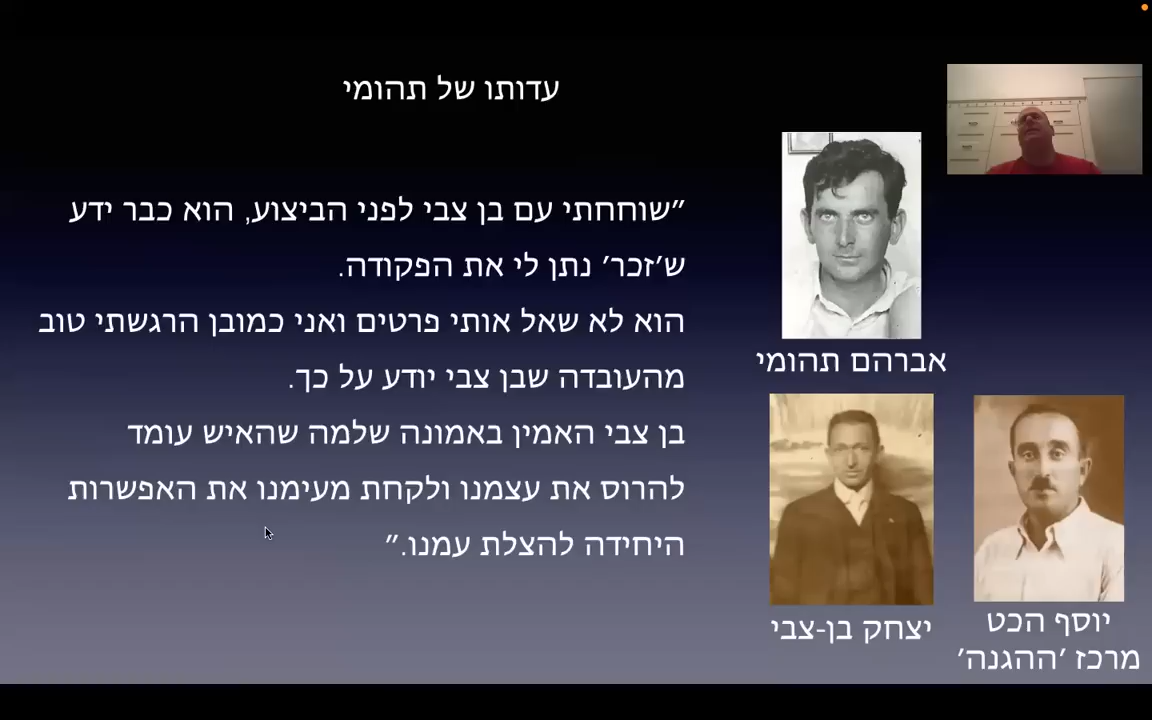 עדותו של תהומי
״שוחחתי עם בן צבי לפני הביצוע, הוא כבר ידע
ש׳זכר׳ נתן לי את הפקודה.
הוא לא שאל אותי פרטים ואני כמובן הרגשתי טוב
מהעובדה שבן צבי יודע על כך.
בן צבי האמין באמונה שלמה שהאיש עומד
להרוס את עצמנו ולקחת מעימנו את האפשרות
היחידה להצלת עמנו.״
אברהם תהומי
יוסף הכט
מרכז ׳ההגנה׳
יצחק בן-צבי